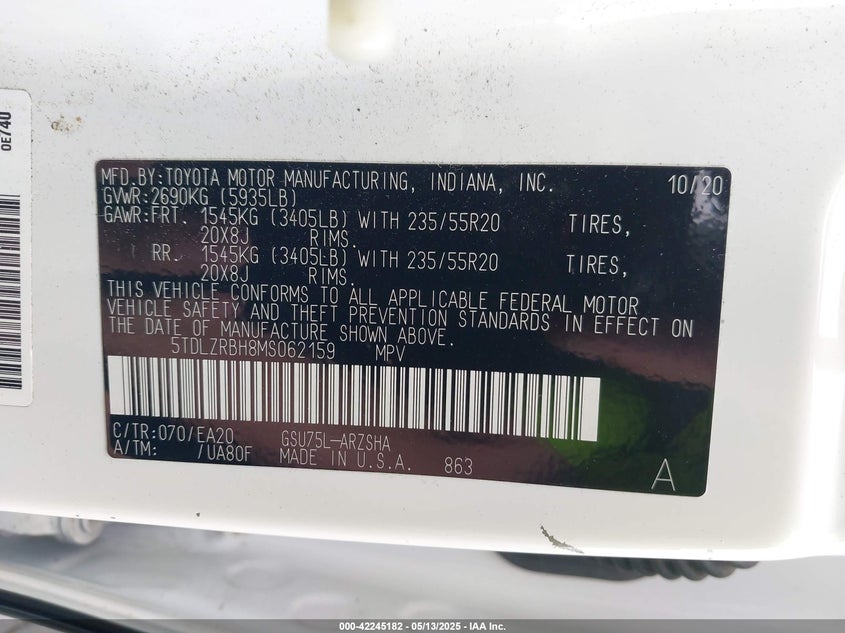 0E740
MFD.BY:TOYOTA MOTOR MANUFACTURING, INDIANA, INC. 10/20
GVWR:2690KG (5935LB)
GAWR:FRT. 1545KG (3405LB) WITH 235/55R20 TIRES,
20X8J RIMS.
RR. 1545KG (3405LB) WITH 235/55R20 TIRES,
20X8J RIMS.
THIS VEHICLE CONFORMS TO ALL APPLICABLE FEDERAL MOTOR
VEHICLE SAFETY AND THEFT PREVENTION STANDARDS IN EFFECT ON
THE DATE OF MANUFACTURE SHOWN ABOVE.
5TDLZRBH8MS062159 MPV
C/TR:070/EA20 GSU75L-ARZSHA
A/TM: /UA80F MADE IN U.S.A. 863 A
000-42245182 - 05/13/2025 - IAA Inc.